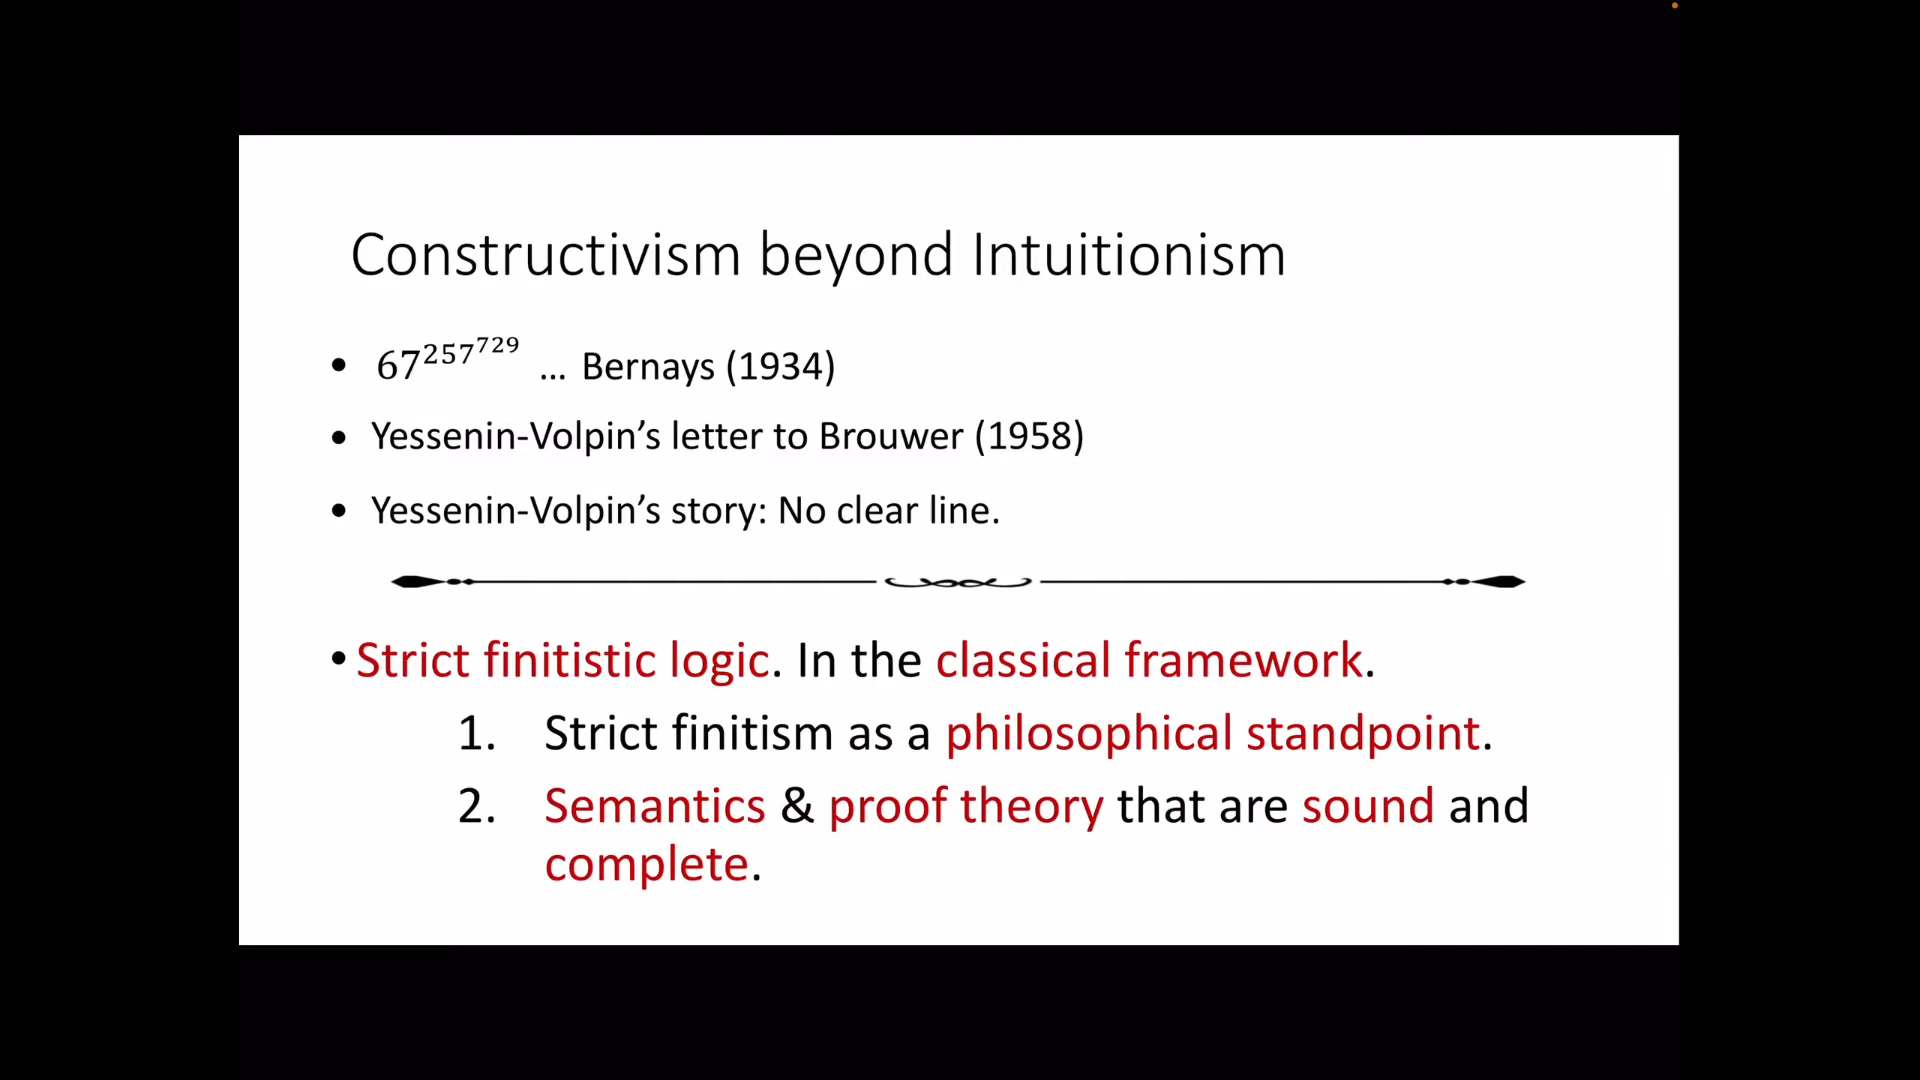 Constructivism beyond Intuitionism
• 67^257^729 ... Bernays (1934)
• Yessenin-Volpin’s letter to Brouwer (1958)
• Yessenin-Volpin’s story: No clear line.
• Strict finitistic logic. In the classical framework.
1. Strict finitism as a philosophical standpoint.
2. Semantics & proof theory that are sound and
complete.